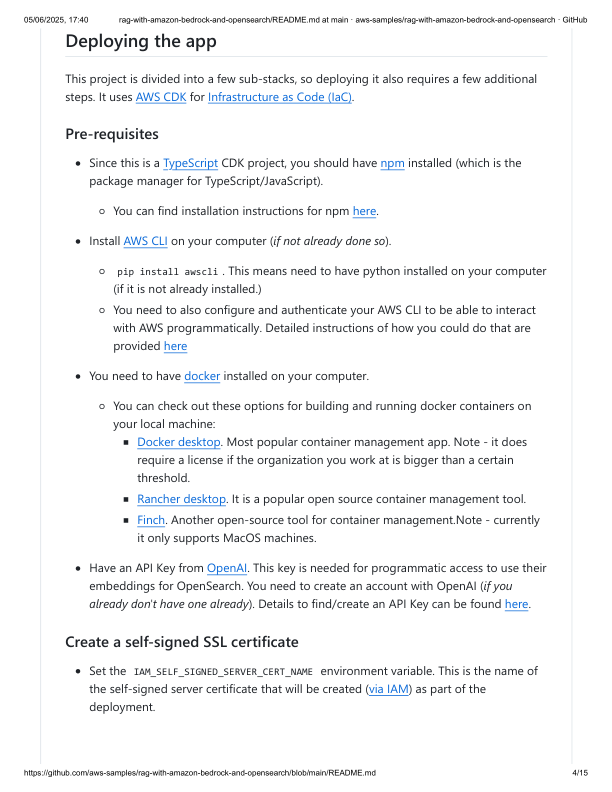 05/06/2025, 17:40 rag-with-amazon-bedrock-and-opensearch/README.md at main · aws-samples/rag-with-amazon-bedrock-and-opensearch · GitHub
Deploying the app
This project is divided into a few sub-stacks, so deploying it also requires a few additional
steps. It uses AWS CDK for Infrastructure as Code (IaC).
Pre-requisites
• Since this is a TypeScript CDK project, you should have npm installed (which is the
package manager for TypeScript/JavaScript).
○ You can find installation instructions for npm here.
• Install AWS CLI on your computer (if not already done so).
○ pip install awscli . This means need to have python installed on your computer
(if it is not already installed.)
○ You need to also configure and authenticate your AWS CLI to be able to interact
with AWS programmatically. Detailed instructions of how you could do that are
provided here
• You need to have docker installed on your computer.
○ You can check out these options for building and running docker containers on
your local machine:
■ Docker desktop. Most popular container management app. Note - it does
require a license if the organization you work at is bigger than a certain
threshold.
■ Rancher desktop. It is a popular open source container management tool.
■ Finch. Another open-source tool for container management.Note - currently
it only supports MacOS machines.
• Have an API Key from OpenAI. This key is needed for programmatic access to use their
embeddings for OpenSearch. You need to create an account with OpenAI (if you
already don't have one already). Details to find/create an API Key can be found here.
Create a self-signed SSL certificate
• Set the IAM_SELF_SIGNED_SERVER_CERT_NAME environment variable. This is the name of
the self-signed server certificate that will be created (via IAM) as part of the
deployment.
https://github.com/aws-samples/rag-with-amazon-bedrock-and-opensearch/blob/main/README.md 4/15